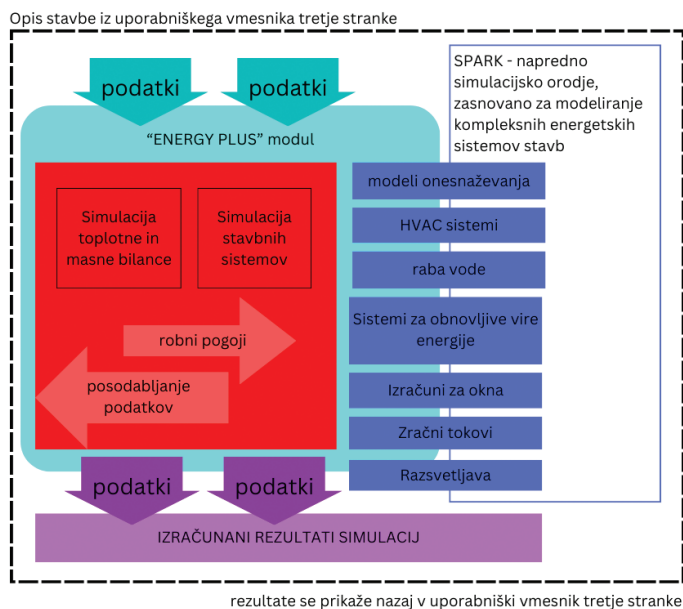 Opis stavbe iz uporabniškega vmesnika tretje stranke
podatki
podatki
SPARK - napredno
simulacijsko orodje,
zasnovano za modeliranje
kompleksnih energetskih
sistemov stavb
“ENERGY PLUS” modul
Simulacija
toplotne in
masne bilance
Simulacija
stavbnih
sistemov
robni pogoji
posodabljanje
podatkov
modeli onesnaževanja
HVAC sistemi
raba vode
Sistemi za obnovljive vire
energije
Izračuni za okna
Zračni tokovi
Razsvetljava
podatki
podatki
IZRAČUNANI REZULTATI SIMULACIJ
rezultate se prikaže nazaj v uporabniški vmesnik tretje stranke